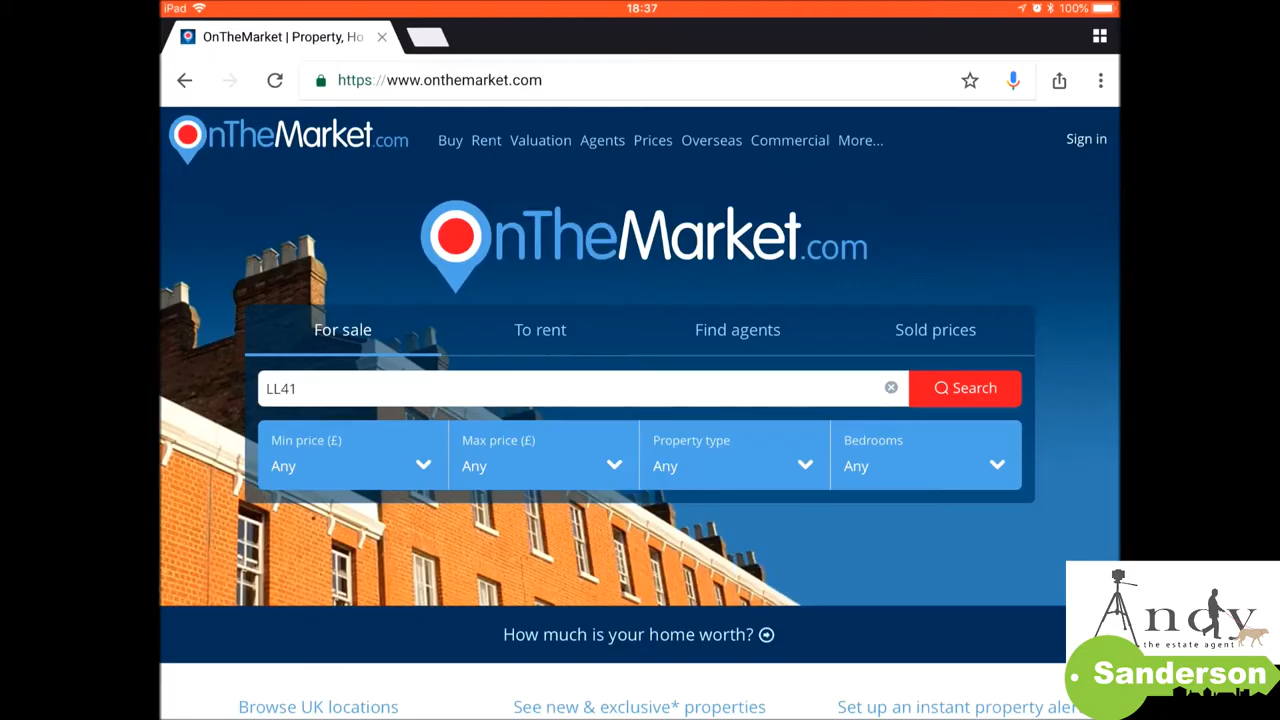 iPad 18:37 100%
OnTheMarket | Property, Ho
https://www.onthemarket.com
OnTheMarket.com Buy Rent Valuation Agents Prices Overseas Commercial More... Sign in
OnTheMarket.com
For sale To rent Find agents Sold prices
LL41 Search
Min price (£) Max price (£) Property type Bedrooms
Any Any Any Any
How much is your home worth?
Browse UK locations See new & exclusive* properties Set up an instant property aler
Andy
the estate agent
Sanderson